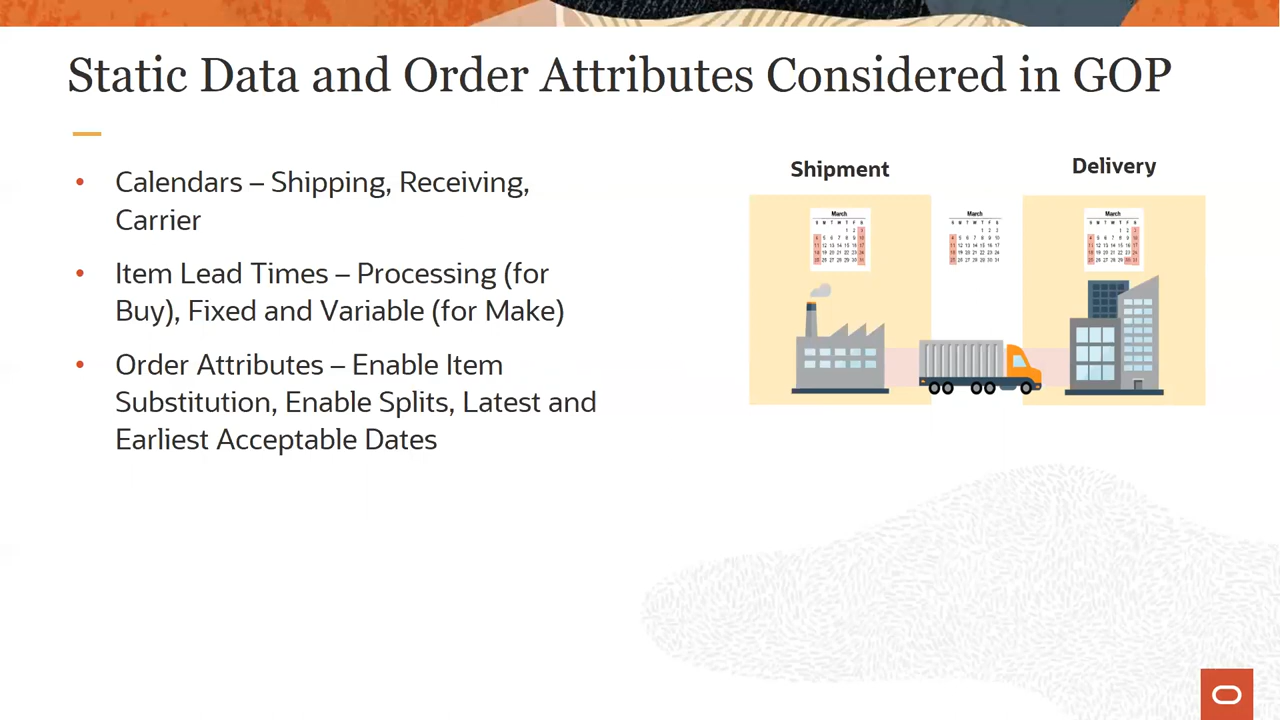 Static Data and Order Attributes Considered in GOP
• Calendars – Shipping, Receiving,
Carrier
• Item Lead Times – Processing (for
Buy), Fixed and Variable (for Make)
• Order Attributes – Enable Item
Substitution, Enable Splits, Latest and
Earliest Acceptable Dates
Shipment
Delivery
March
March
March